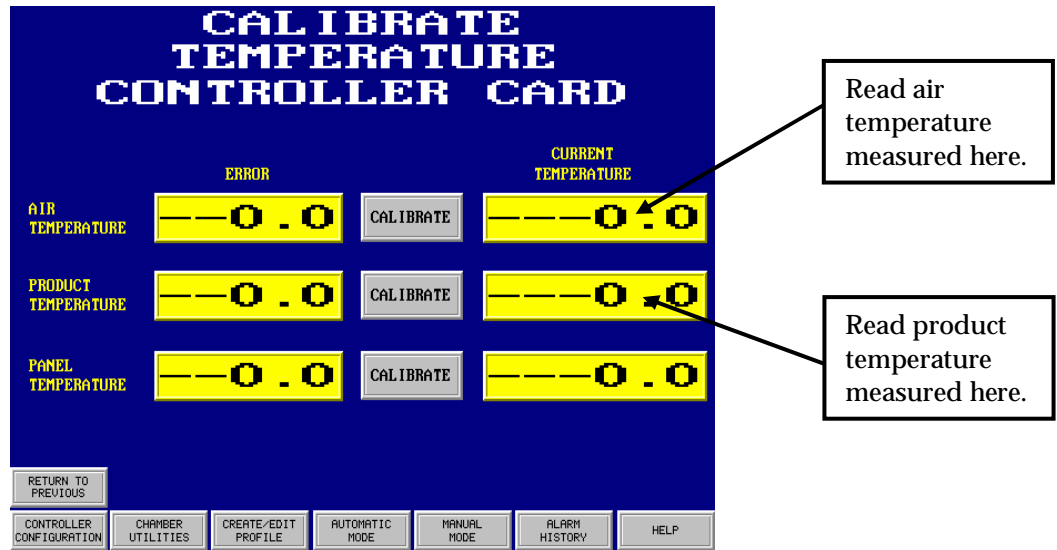 CALIBRATE
TEMPERATURE
CONTROLLER CARD
ERROR
CURRENT
TEMPERATURE
AIR
TEMPERATURE
--0.0
CALIBRATE
---0.0
PRODUCT
TEMPERATURE
--0.0
CALIBRATE
---0.0
PANEL
TEMPERATURE
--0.0
CALIBRATE
---0.0
RETURN TO
PREVIOUS
CONTROLLER
CONFIGURATION
CHAMBER
UTILITIES
CREATE/EDIT
PROFILE
AUTOMATIC
MODE
MANUAL
MODE
ALARM
HISTORY
HELP
Read air
temperature
measured here.
Read product
temperature
measured here.